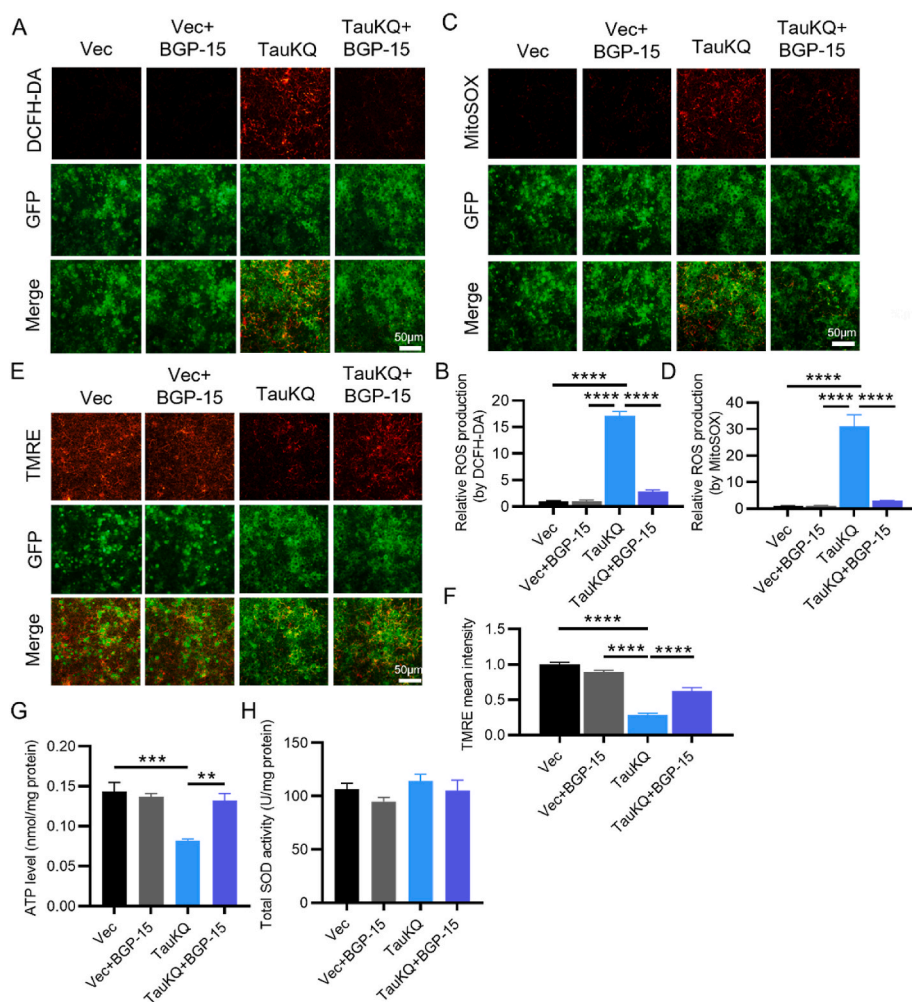 A
Vec
Vec+
BGP-15
TauKQ
TauKQ+
BGP-15
DCFH-DA
GFP
Merge
50μm
C
Vec
Vec+
BGP-15
TauKQ
TauKQ+
BGP-15
MitoSOX
GFP
Merge
50μm
E
Vec
Vec+
BGP-15
TauKQ
TauKQ+
BGP-15
TMRE
GFP
Merge
50μm
B
Relative ROS production
(by DCFH-DA)
20
15
10
5
0
****
**** ****
Vec
Vec+BGP-15
TauKQ
TauKQ+BGP-15
D
Relative ROS production
(by MitoSOX)
40
30
20
10
0
****
**** ****
Vec
Vec+BGP-15
TauKQ
TauKQ+BGP-15
F
TMRE mean intensity
1.5
1.0
0.5
0.0
****
**** ****
Vec
Vec+BGP-15
TauKQ
TauKQ+BGP-15
G
ATP level (nmol/mg protein)
0.20
0.15
0.10
0.05
0.00
***
**
Vec
Vec+BGP-15
TauKQ
TauKQ+BGP-15
H
Total SOD activity (U/mg protein)
150
100
50
0
Vec
Vec+BGP-15
TauKQ
TauKQ+BGP-15